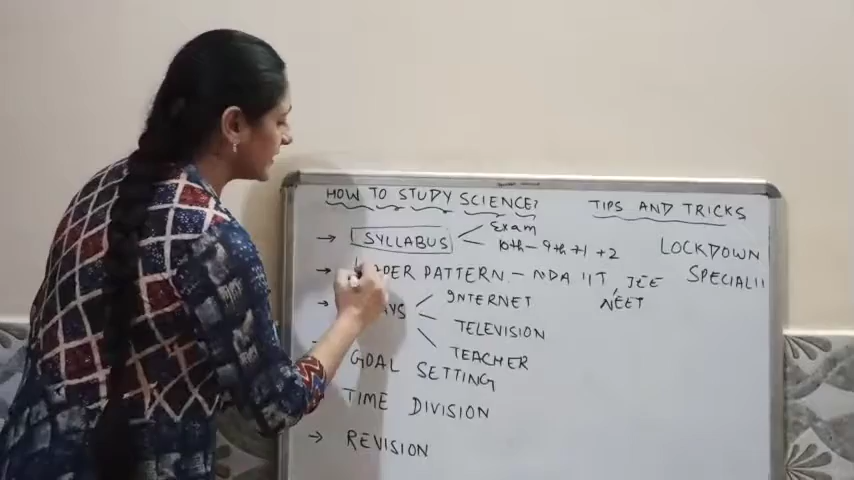 HOW TO STUDY SCIENCE?
TIPS AND TRICKS
→ SYLLABUS
Exam
10th - 9th +1 +2
LOCKDOWN
SPECIAL!!
→ PATTERN - NDA IIT, JEE
NEET
→
INTERNET
TELEVISION
TEACHER
GOAL SETTING
TIME DIVISION
→ REVISION